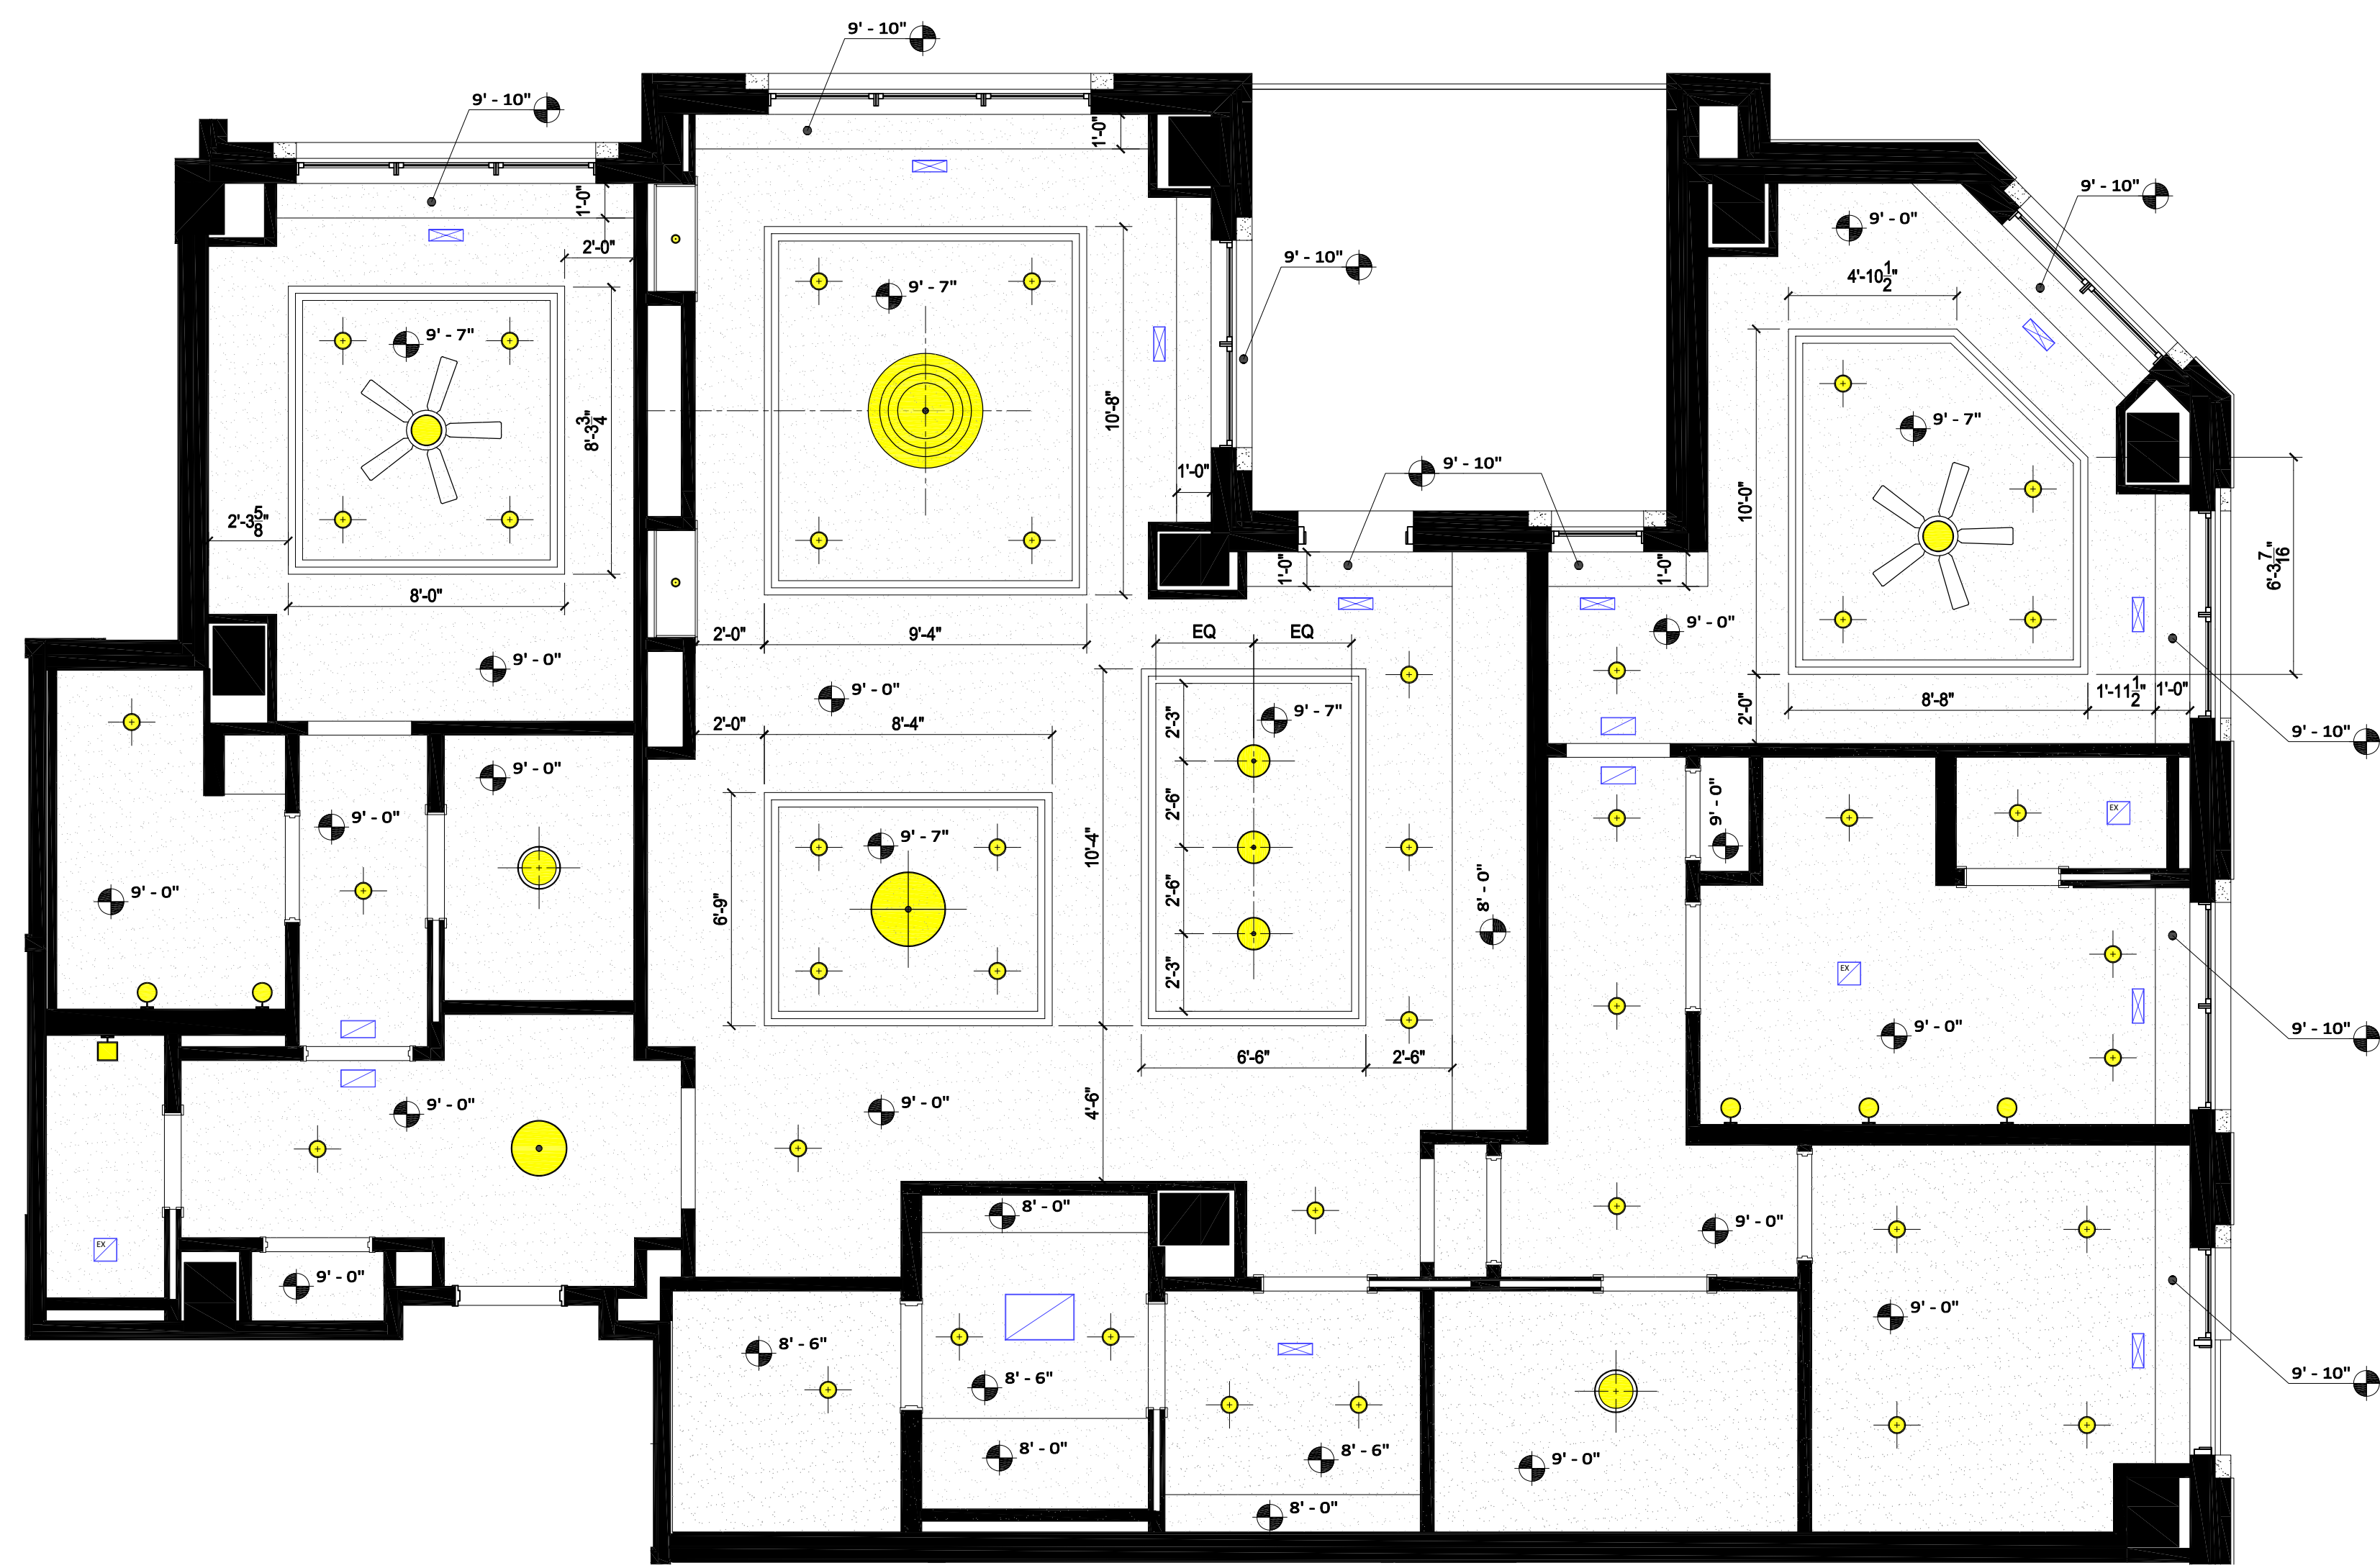 9' - 10"
9' - 10"
1'-0"
1'-0"
9' - 10"
9' - 0"
2'-0"
9' - 10"
4'-10 1/2"
9' - 7"
9' - 7"
10'-8"
8'-3 3/4"
9' - 7"
1'-0"
9' - 10"
10'-0"
2'-3 5/8"
6'-3 7/16"
1'-0"
1'-0"
8'-0"
2'-0"
9'-4"
EQ
EQ
9' - 0"
9' - 0"
9' - 0"
2'-0"
8'-8"
1'-11 1/2"
1'-0"
2'-0"
8'-4"
2'-3"
9' - 7"
9' - 10"
9' - 0"
9' - 0"
9' - 0"
2'-6"
EX
9' - 7"
10'-4"
9' - 0"
6'-9"
2'-6"
8' - 0"
2'-3"
EX
9' - 0"
9' - 10"
6'-6"
2'-6"
9' - 0"
9' - 0"
4'-6"
8' - 0"
9' - 0"
EX
9' - 0"
9' - 0"
8' - 6"
8' - 6"
9' - 10"
8' - 0"
8' - 6"
9' - 0"
8' - 0"